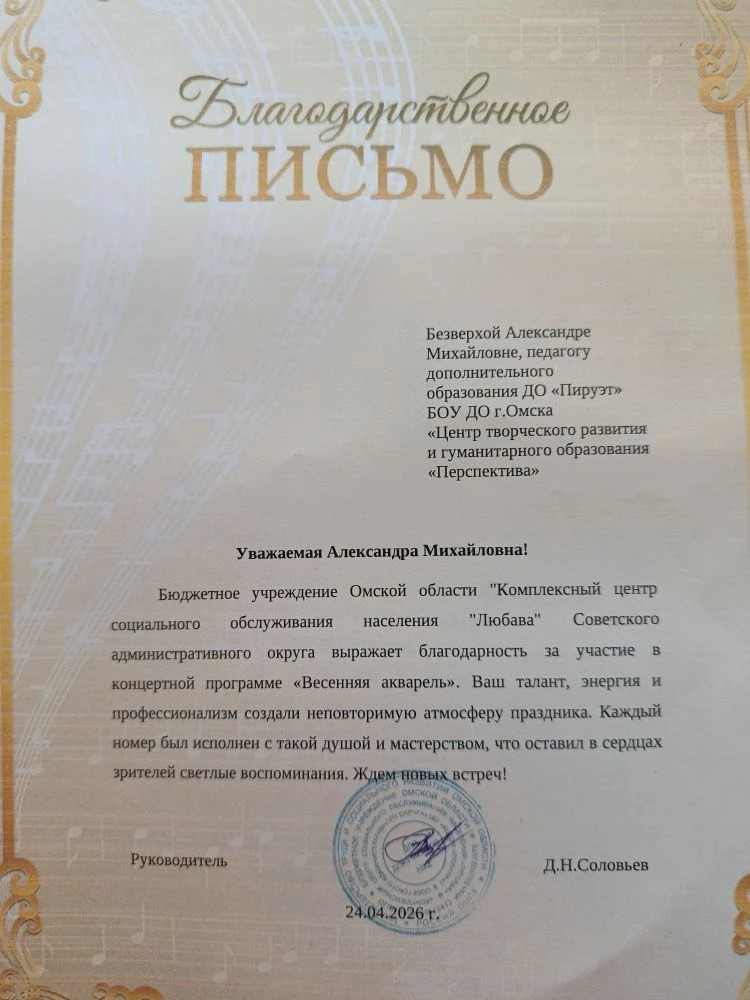 Благодарственное
ПИСЬМО
Безверхой Александре
Михайловне, педагогу
дополнительного
образования ДО «Пируэт»
БОУ ДО г.Омска
«Центр творческого развития
и гуманитарного образования
«Перспектива»
Уважаемая Александра Михайловна!
Бюджетное учреждение Омской области "Комплексный центр
социального обслуживания населения "Любава" Советского
административного округа выражает благодарность за участие в
концертной программе «Весенняя акварель». Ваш талант, энергия и
профессионализм создали неповторимую атмосферу праздника. Каждый
номер был исполнен с такой душой и мастерством, что оставил в сердцах
зрителей светлые воспоминания. Ждем новых встреч!
Руководитель
Д.Н.Соловьев
24.04.2026 г.